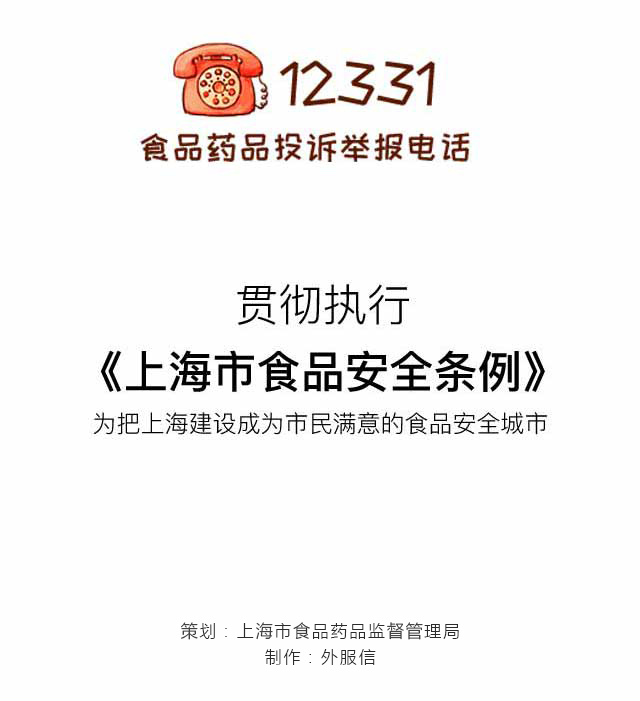 12331
食品药品投诉举报电话
贯彻执行
《上海市食品安全条例》
为把上海建设成为市民满意的食品安全城市
策划：上海市食品药品监督管理局
制作：外服信